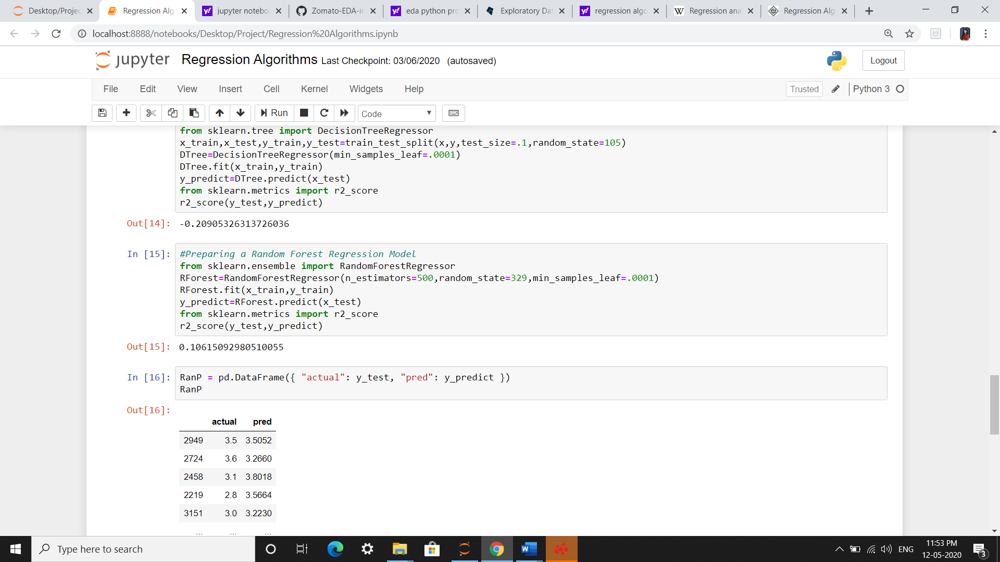 Desktop/Projec
Regression Alg
jupyter notebo
Zomato-EDA-in
eda python pro
Exploratory Dat
regression algo
Regression ana
Regression Alg
localhost:8888/notebooks/Desktop/Project/Regression%20Algorithms.ipynb
jupyter Regression Algorithms Last Checkpoint: 03/06/2020 (autosaved)
Logout
File Edit View Insert Cell Kernel Widgets Help
Trusted Python 3
Run Code
from sklearn.tree import DecisionTreeRegressor
x_train,x_test,y_train,y_test=train_test_split(x,y,test_size=.1,random_state=105)
DTree=DecisionTreeRegressor(min_samples_leaf=.0001)
DTree.fit(x_train,y_train)
y_predict=DTree.predict(x_test)
from sklearn.metrics import r2_score
r2_score(y_test,y_predict)
Out[14]: -0.20905326313726036
In [15]: #Preparing a Random Forest Regression Model
from sklearn.ensemble import RandomForestRegressor
RForest=RandomForestRegressor(n_estimators=500,random_state=329,min_samples_leaf=.0001)
RForest.fit(x_train,y_train)
y_predict=RForest.predict(x_test)
from sklearn.metrics import r2_score
r2_score(y_test,y_predict)
Out[15]: 0.10615092980510055
In [16]: RanP = pd.DataFrame({ "actual": y_test, "pred": y_predict })
RanP
Out[16]:
actual pred
2949 3.5 3.5052
2724 3.6 3.2660
2458 3.1 3.8018
2219 2.8 3.5664
3151 3.0 3.2230
... ... ...
Type here to search
ENG
11:53 PM
12-05-2020
3